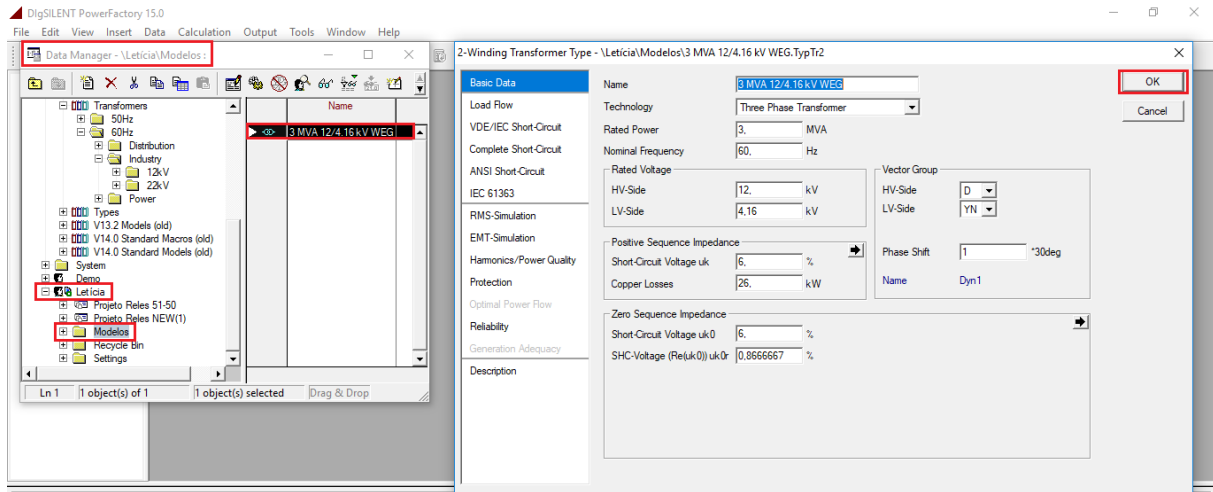 DIgSILENT PowerFactory 15.0
File Edit View Insert Data Calculation Output Tools Window Help
Data Manager - \Letícia\Modelos :
Transformers
50Hz
60Hz
Distribution
Industry
12kV
22kV
Power
Types
V13.2 Models (old)
V14.0 Standard Macros (old)
V14.0 Standard Models (old)
System
Demo
Letícia
Projeto Reles 51-50
Projeto Reles NEW(1)
Modelos
Recycle Bin
Settings
Name
3 MVA 12/4.16 kV WEG
Ln 1 1 object(s) of 1 1 object(s) selected Drag & Drop
2-Winding Transformer Type - \Letícia\Modelos\3 MVA 12/4.16 kV WEG.TypTr2
Basic Data
Load Flow
VDE/IEC Short-Circuit
Complete Short-Circuit
ANSI Short-Circuit
IEC 61363
RMS-Simulation
EMT-Simulation
Harmonics/Power Quality
Protection
Optimal Power Flow
Reliability
Generation Adequacy
Description
Name 3 MVA 12/4.16 kV WEG
Technology Three Phase Transformer
Rated Power 3, MVA
Nominal Frequency 60, Hz
Rated Voltage
HV-Side 12, kV
LV-Side 4,16 kV
Vector Group
HV-Side D
LV-Side YN
Positive Sequence Impedance
Short-Circuit Voltage uk 6, %
Copper Losses 26, kW
Phase Shift 1 *30deg
Name Dyn1
Zero Sequence Impedance
Short-Circuit Voltage uk0 6, %
SHC-Voltage (Re(uk0)) uk0r 0,8666667 %
OK
Cancel